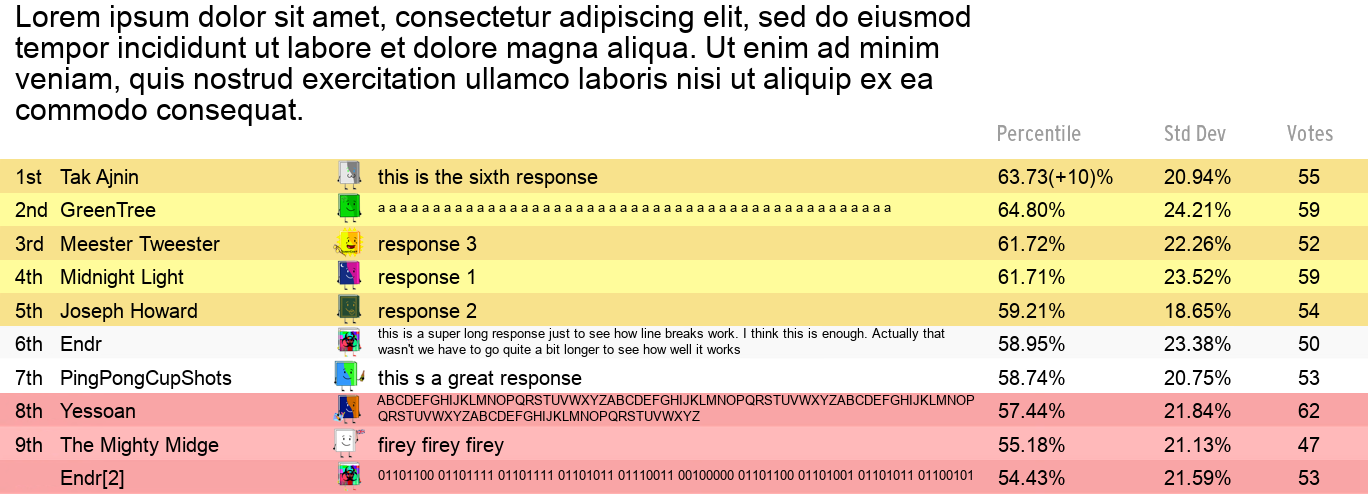 Lorem ipsum dolor sit amet, consectetur adipiscing elit, sed do eiusmod
tempor incididunt ut labore et dolore magna aliqua. Ut enim ad minim
veniam, quis nostrud exercitation ullamco laboris nisi ut aliquip ex ea
commodo consequat.
Percentile Std Dev Votes
1st Tak Ajnin this is the sixth response 63.73(+10)% 20.94% 55
2nd GreenTree a a a a a a a a a a a a a a a a a a a a a a a a a a a a a a a a a a a a a a a a a a a a a a a 64.80% 24.21% 59
3rd Meester Tweester response 3 61.72% 22.26% 52
4th Midnight Light response 1 61.71% 23.52% 59
5th Joseph Howard response 2 59.21% 18.65% 54
6th Endr this is a super long response just to see how line breaks work. I think this is enough. Actually that
wasn't we have to go quite a bit longer to see how well it works 58.95% 23.38% 50
7th PingPongCupShots this s a great response 58.74% 20.75% 53
8th Yessoan ABCDEFGHIJKLMNOPQRSTUVWXYZABCDEFGHIJKLMNOPQRSTUVWXYZABCDEFGHIJKLMNOP
QRSTUVWXYZABCDEFGHIJKLMNOPQRSTUVWXYZ 57.44% 21.84% 62
9th The Mighty Midge firey firey firey 55.18% 21.13% 47
Endr[2] 01101100 01101111 01101111 01101011 01110011 00100000 01101100 01101001 01101011 01100101 54.43% 21.59% 53